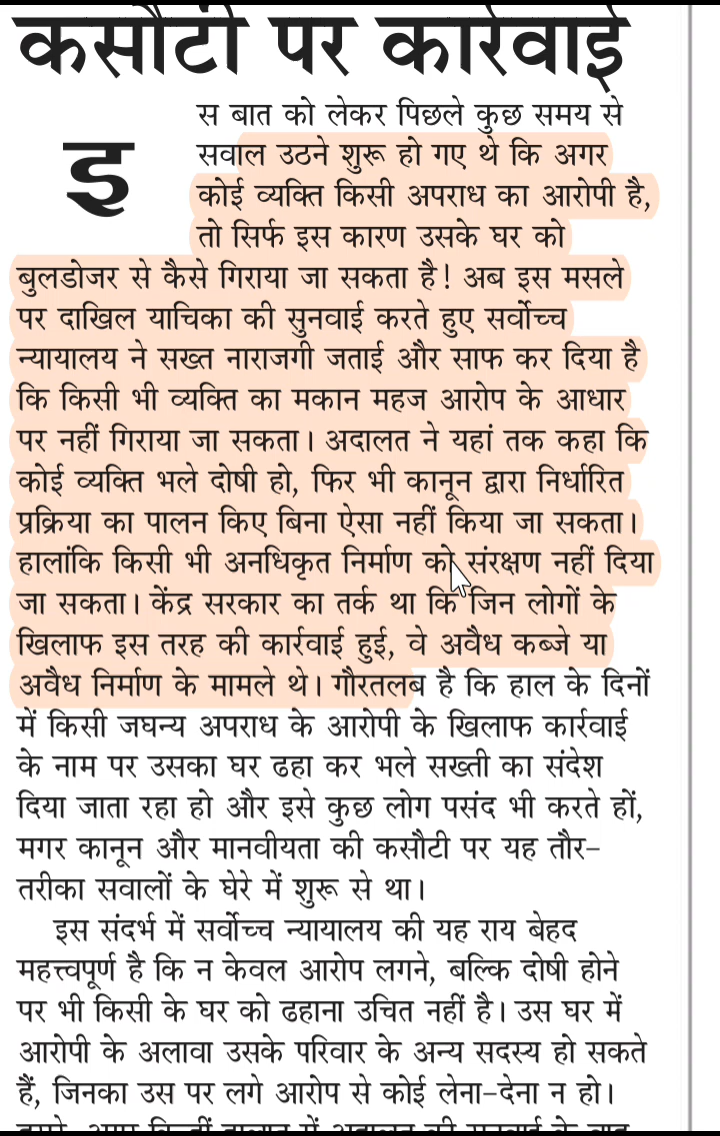 कसौटी पर कार्रवाई
इस बात को लेकर पिछले कुछ समय से
सवाल उठने शुरू हो गए थे कि अगर
कोई व्यक्ति किसी अपराध का आरोपी है,
तो सिर्फ इस कारण उसके घर को
बुलडोजर से कैसे गिराया जा सकता है! अब इस मसले
पर दाखिल याचिका की सुनवाई करते हुए सर्वोच्च
न्यायालय ने सख्त नाराजगी जताई और साफ कर दिया है
कि किसी भी व्यक्ति का मकान महज आरोप के आधार
पर नहीं गिराया जा सकता। अदालत ने यहां तक कहा कि
कोई व्यक्ति भले दोषी हो, फिर भी कानून द्वारा निर्धारित
प्रक्रिया का पालन किए बिना ऐसा नहीं किया जा सकता।
हालांकि किसी भी अनधिकृत निर्माण को संरक्षण नहीं दिया
जा सकता। केंद्र सरकार का तर्क था कि जिन लोगों के
खिलाफ इस तरह की कार्रवाई हुई, वे अवैध कब्जे या
अवैध निर्माण के मामले थे। गौरतलब है कि हाल के दिनों
में किसी जघन्य अपराध के आरोपी के खिलाफ कार्रवाई
के नाम पर उसका घर ढहा कर भले सख्ती का संदेश
दिया जाता रहा हो और इसे कुछ लोग पसंद भी करते हों,
मगर कानून और मानवीयता की कसौटी पर यह तौर-
तरीका सवालों के घेरे में शुरू से था।
इस संदर्भ में सर्वोच्च न्यायालय की यह राय बेहद
महत्त्वपूर्ण है कि न केवल आरोप लगने, बल्कि दोषी होने
पर भी किसी के घर को ढहाना उचित नहीं है। उस घर में
आरोपी के अलावा उसके परिवार के अन्य सदस्य हो सकते
हैं, जिनका उस पर लगे आरोप से कोई लेना-देना न हो।